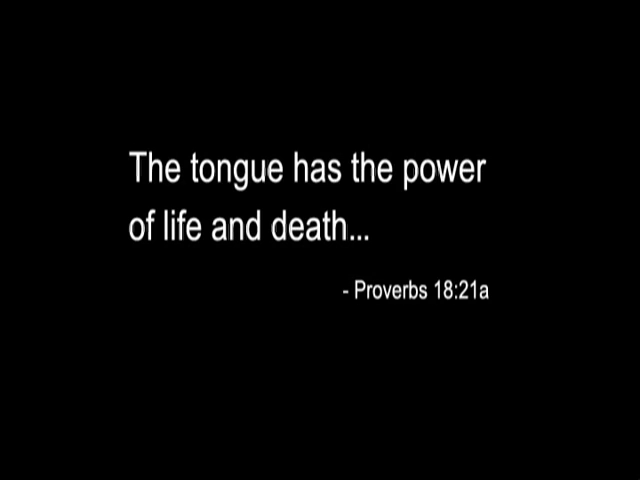 The tongue has the power
of life and death...
- Proverbs 18:21a